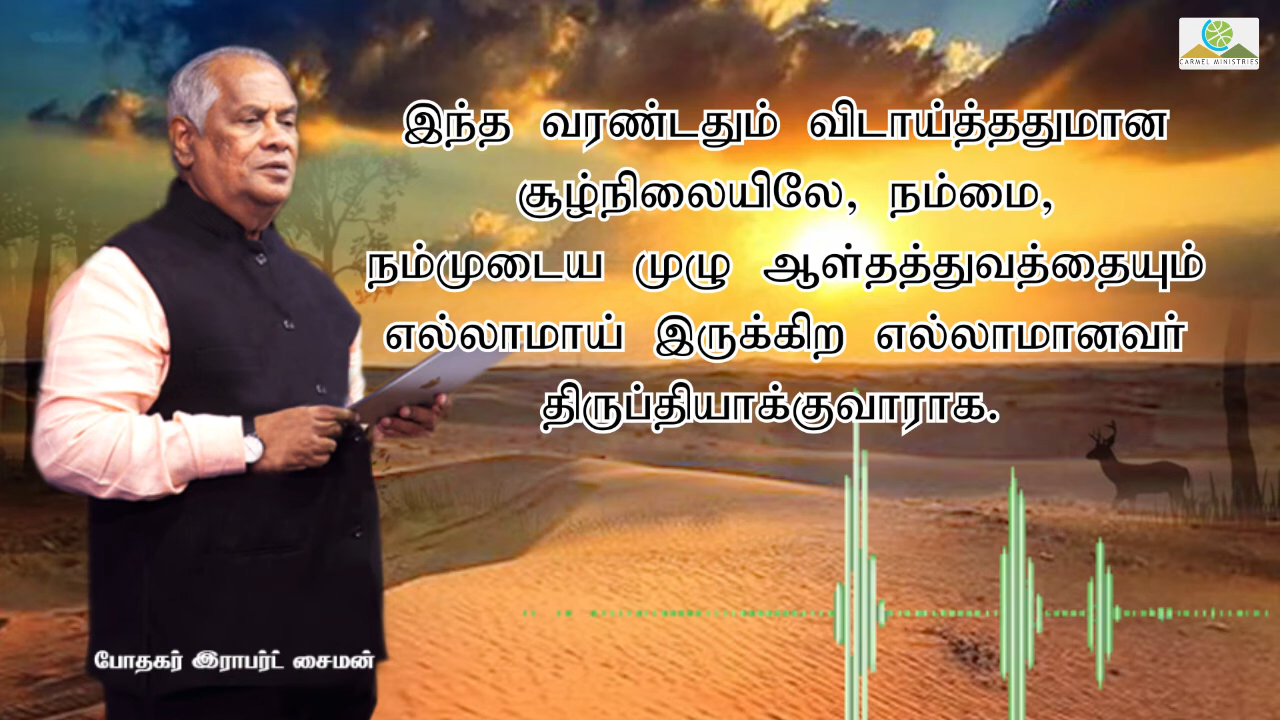 CARMEL MINISTRIES
இந்த வரண்டதும் விடாய்த்ததுமான
சூழ்நிலையிலே, நம்மை,
நம்முடைய முழு ஆள்தத்துவத்தையும்
எல்லாமாய் இருக்கிற எல்லாமானவர்
திருப்தியாக்குவாராக.
போதகர் இராபர்ட் சைமன்